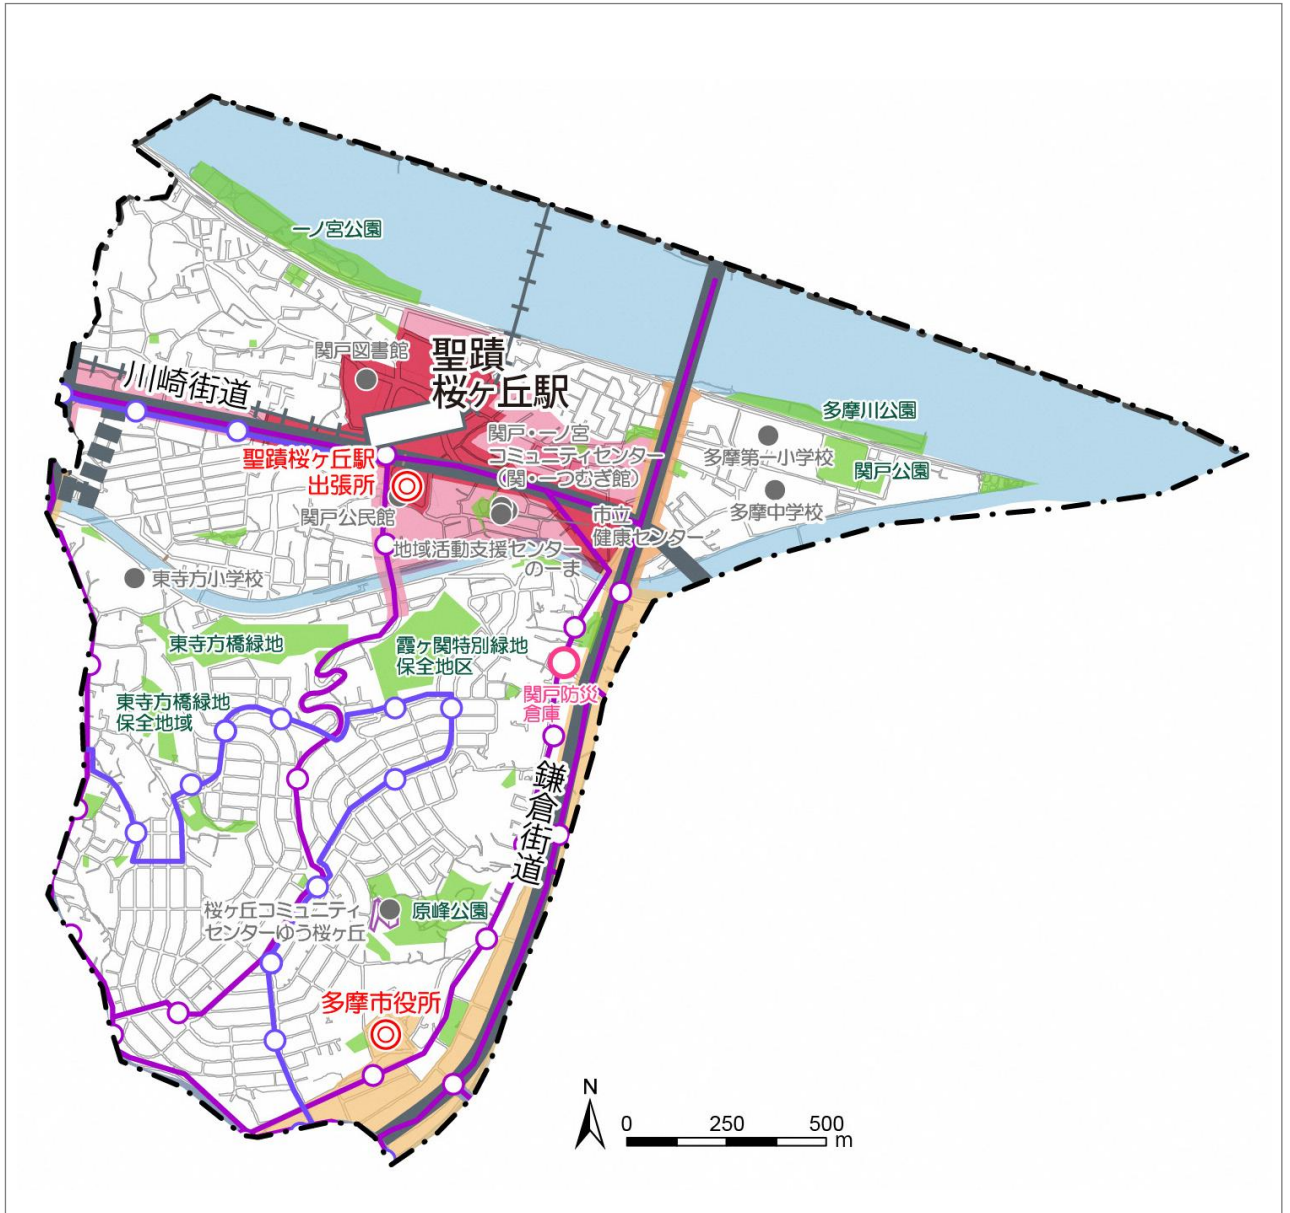 一ノ宮公園
関戸図書館
聖蹟
桜ヶ丘駅
川崎街道
多摩川公園
関戸・一ノ宮
コミュニティセンター
(関・一つむぎ館)
多摩第一小学校
関戸公園
聖蹟桜ヶ丘駅
出張所
関戸公民館
多摩中学校
市立
健康センター
地域活動支援センター
のーま
東寺方小学校
東寺方橋緑地
霞ヶ関特別緑地
保全地区
東寺方橋緑地
保全地域
関戸防災
倉庫
鎌倉街道
桜ヶ丘コミュニティ
センターゆう桜ヶ丘
原峰公園
多摩市役所
N
0 250 500
m